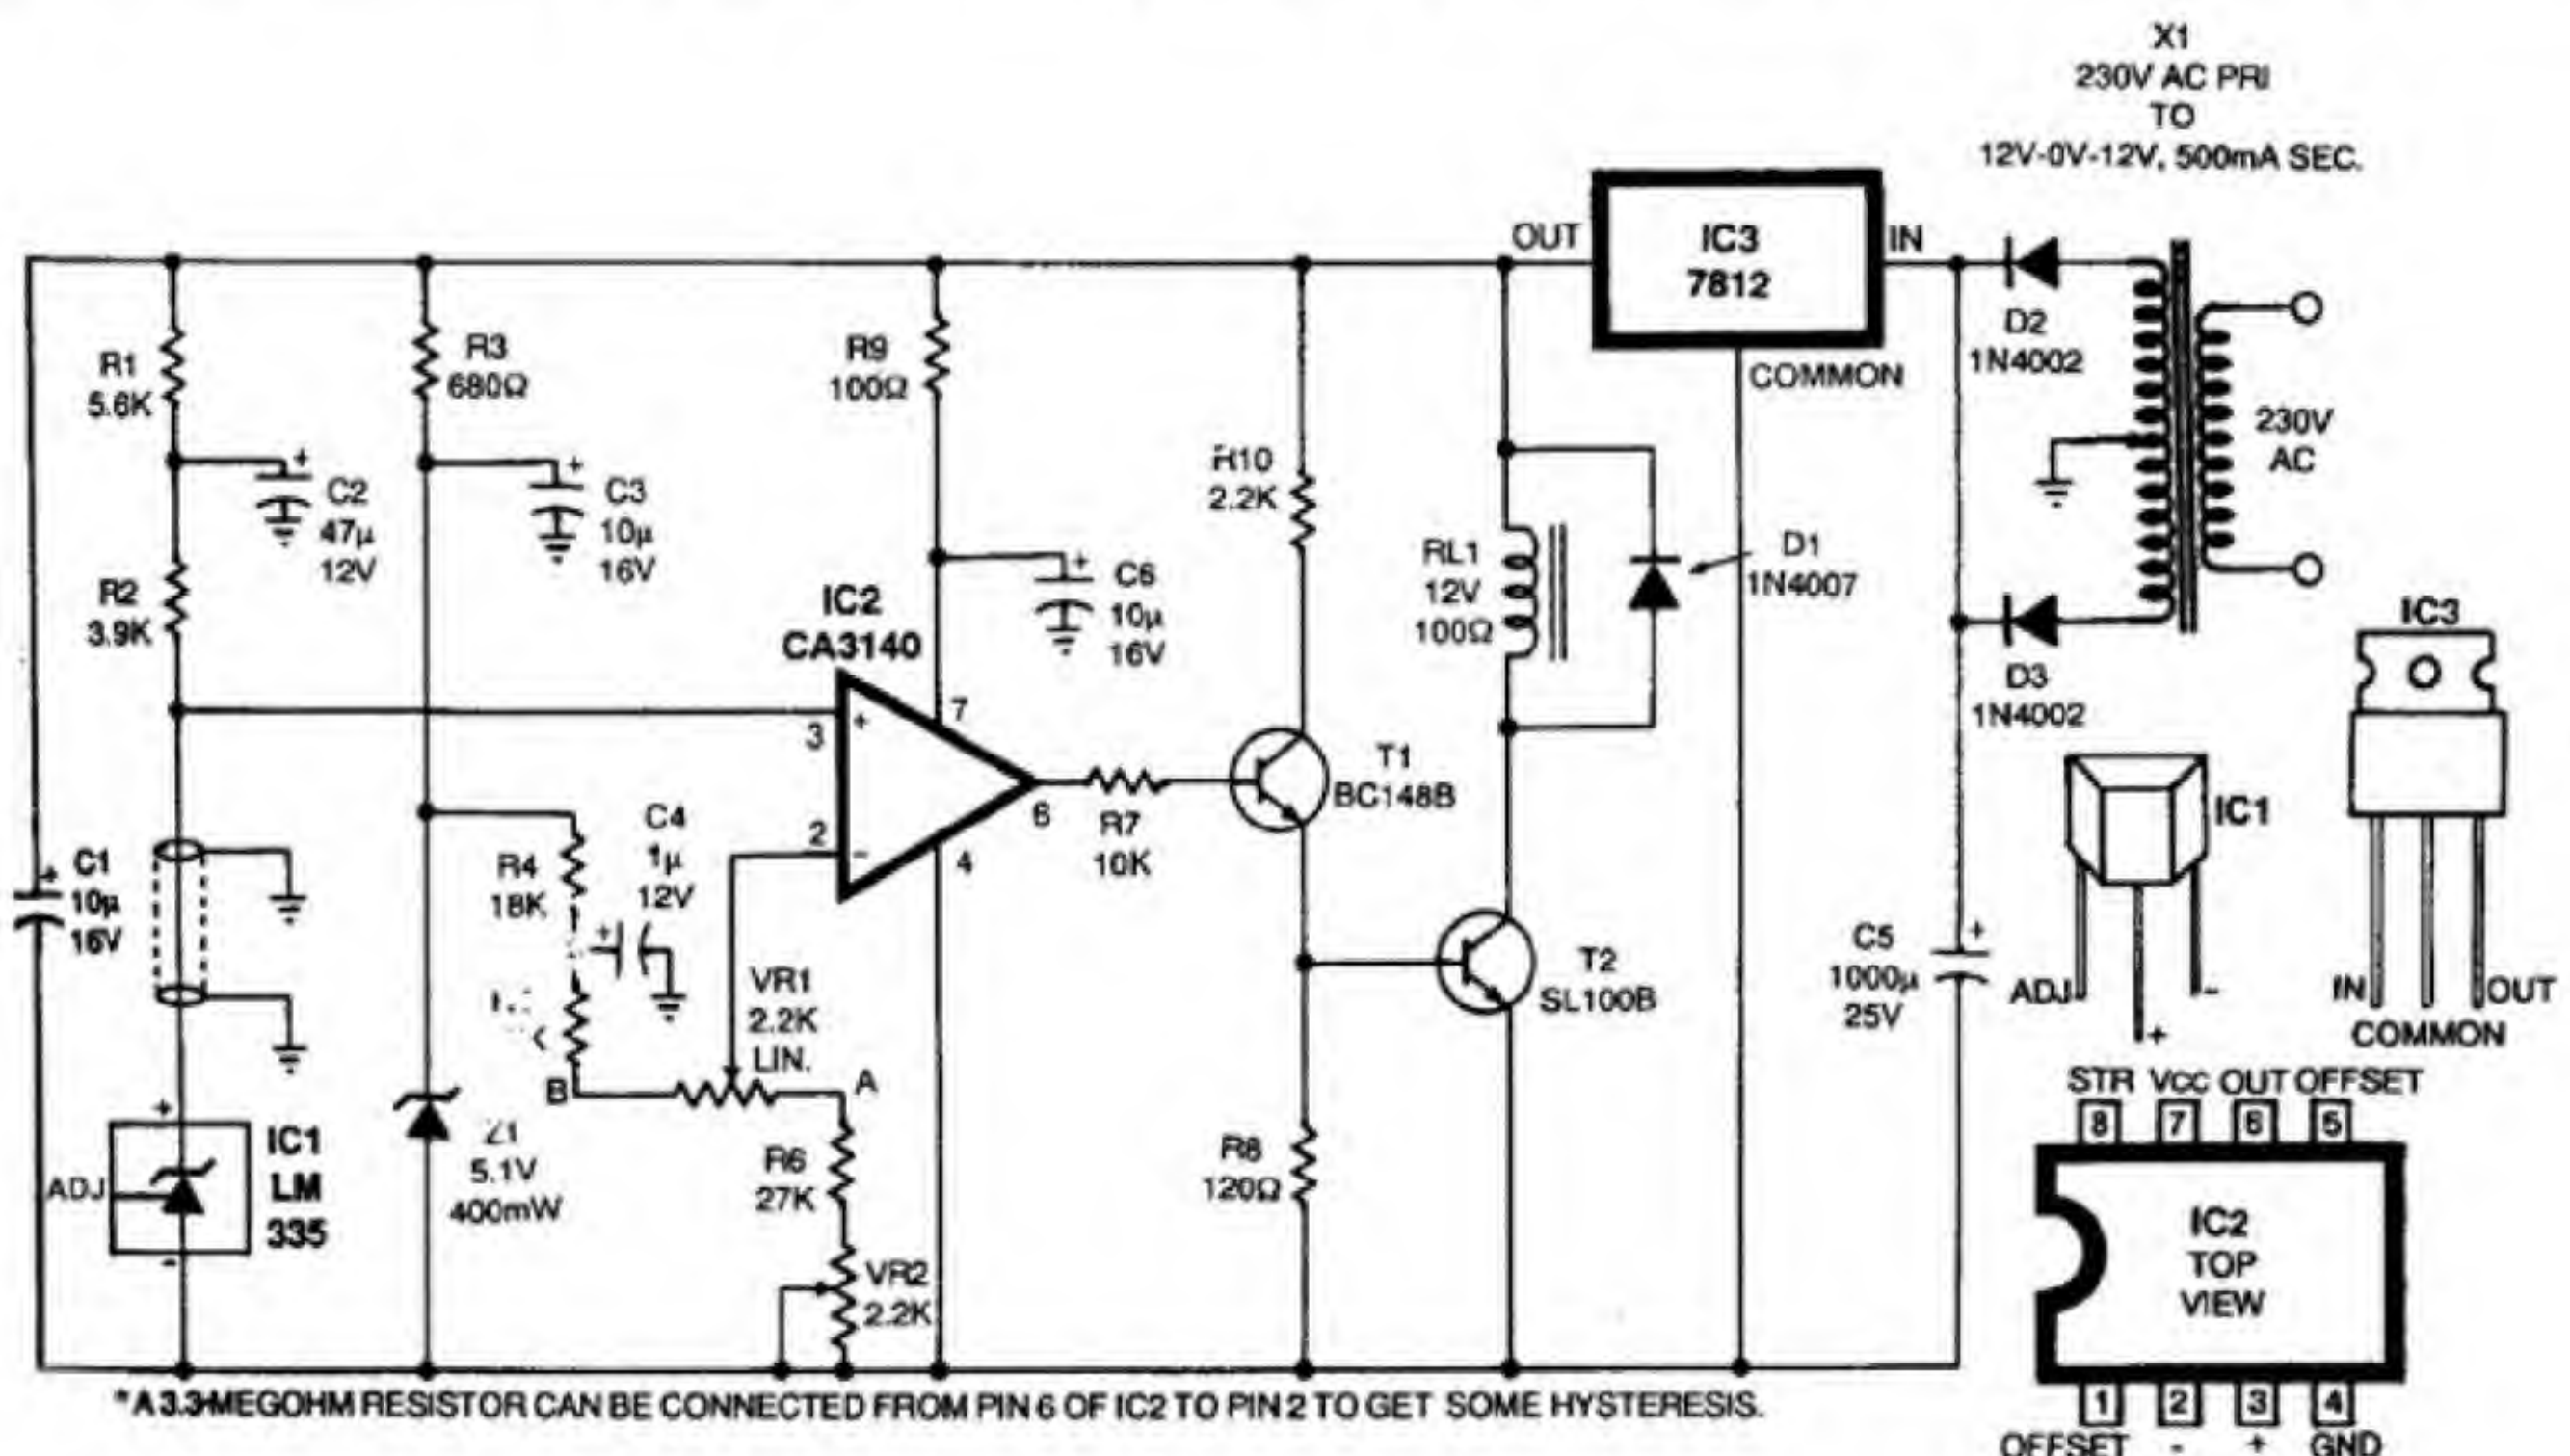 X1
230V AC PRI
TO
12V-0V-12V, 500mA SEC.
OUT
IC3
7812
IN
COMMON
D2
1N4002
230V
AC
R1
5.6K
R3
680Ω
R9
100Ω
+
C2
47µ
12V
+
C3
10µ
16V
R10
2.2K
R2
3.9K
IC2
CA3140
+
C6
10µ
16V
RL1
12V
100Ω
D1
1N4007
D3
1N4002
IC3
3
+
7
2
-
6
4
R7
10K
T1
BC148B
IC1
+
C1
10µ
16V
R4
18K
C4
1µ
12V
+
VR1
2.2K
LIN.
B
A
T2
SL100B
+
C5
1000µ
25V
ADJ
+
-
IN
OUT
COMMON
+
ADJ
-
IC1
LM
335
5.1V
400mW
R6
27K
VR2
2.2K
R8
120Ω
STR VCC OUT OFFSET
8 7 6 5
IC2
TOP
VIEW
1 2 3 4
OFFSET - + GND
*A 3.3-MEGOHM RESISTOR CAN BE CONNECTED FROM PIN 6 OF IC2 TO PIN 2 TO GET SOME HYSTERESIS.